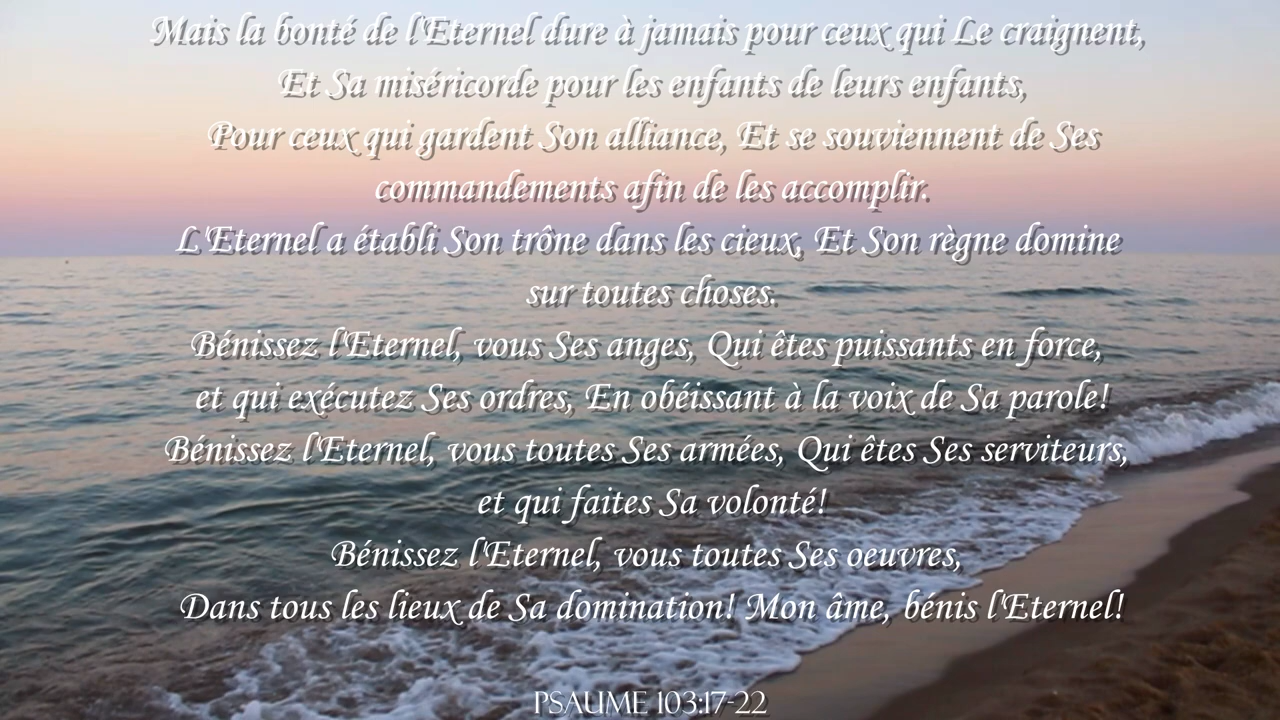 Mais la bonté de l'Eternel dure à jamais pour ceux qui Le craignent,
Et Sa miséricorde pour les enfants de leurs enfants,
Pour ceux qui gardent Son alliance, Et se souviennent de Ses
commandements afin de les accomplir.
L'Eternel a établi Son trône dans les cieux, Et Son règne domine
sur toutes choses.
Bénissez l'Eternel, vous Ses anges, Qui êtes puissants en force,
et qui exécutez Ses ordres, En obéissant à la voix de Sa parole!
Bénissez l'Eternel, vous toutes Ses armées, Qui êtes Ses serviteurs,
et qui faites Sa volonté!
Bénissez l'Eternel, vous toutes Ses oeuvres,
Dans tous les lieux de Sa domination! Mon âme, bénis l'Eternel!
PSAUME 103:17-22